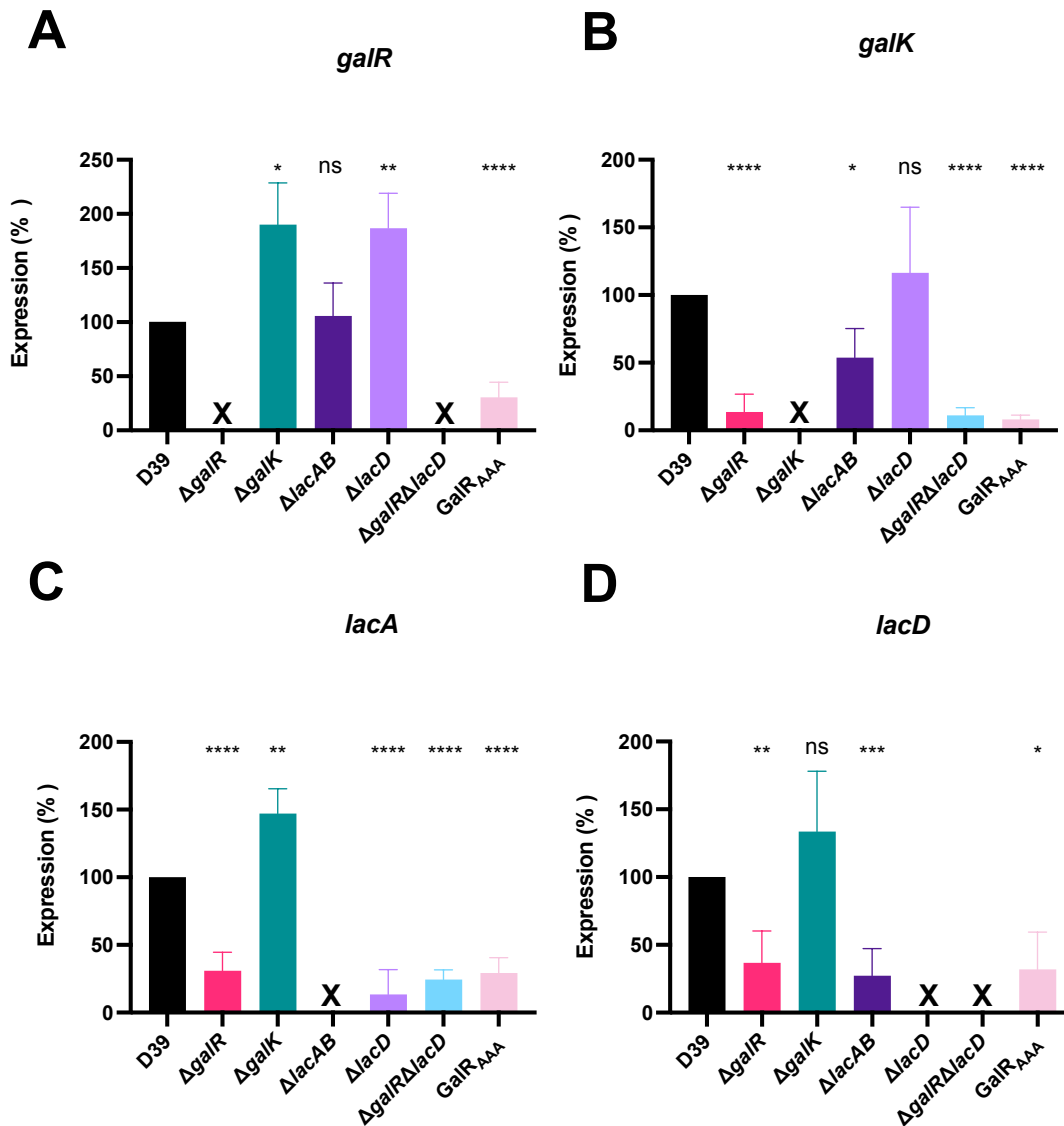 A
galR
Expression (% )
250
200
150
100
50
0
* ns ** ****
X X
D39 ΔgalR ΔgalK ΔlacAB ΔlacD ΔgalRΔlacD GalRAAA
B
galK
Expression (% )
200
150
100
50
0
**** * ns **** ****
X
D39 ΔgalR ΔgalK ΔlacAB ΔlacD ΔgalRΔlacD GalRAAA
C
lacA
Expression (% )
200
150
100
50
0
**** ** **** **** ****
X
D39 ΔgalR ΔgalK ΔlacAB ΔlacD ΔgalRΔlacD GalRAAA
D
lacD
Expression (% )
200
150
100
50
0
** ns *** *
X X
D39 ΔgalR ΔgalK ΔlacAB ΔlacD ΔgalRΔlacD GalRAAA